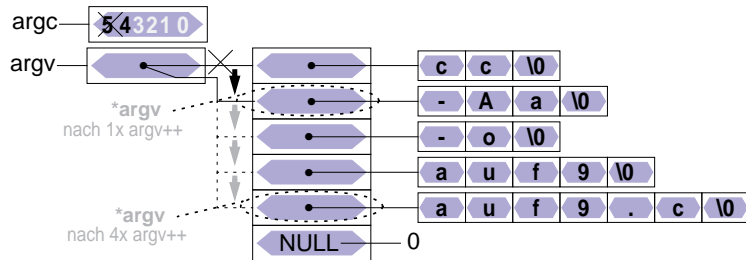 argc 5 4 3 2 1 0
argv c c \0
*argv - A a \0
nach 1x argv++
- o \0
a u f 9 \0
*argv a u f 9 . c \0
nach 4x argv++
NULL 0